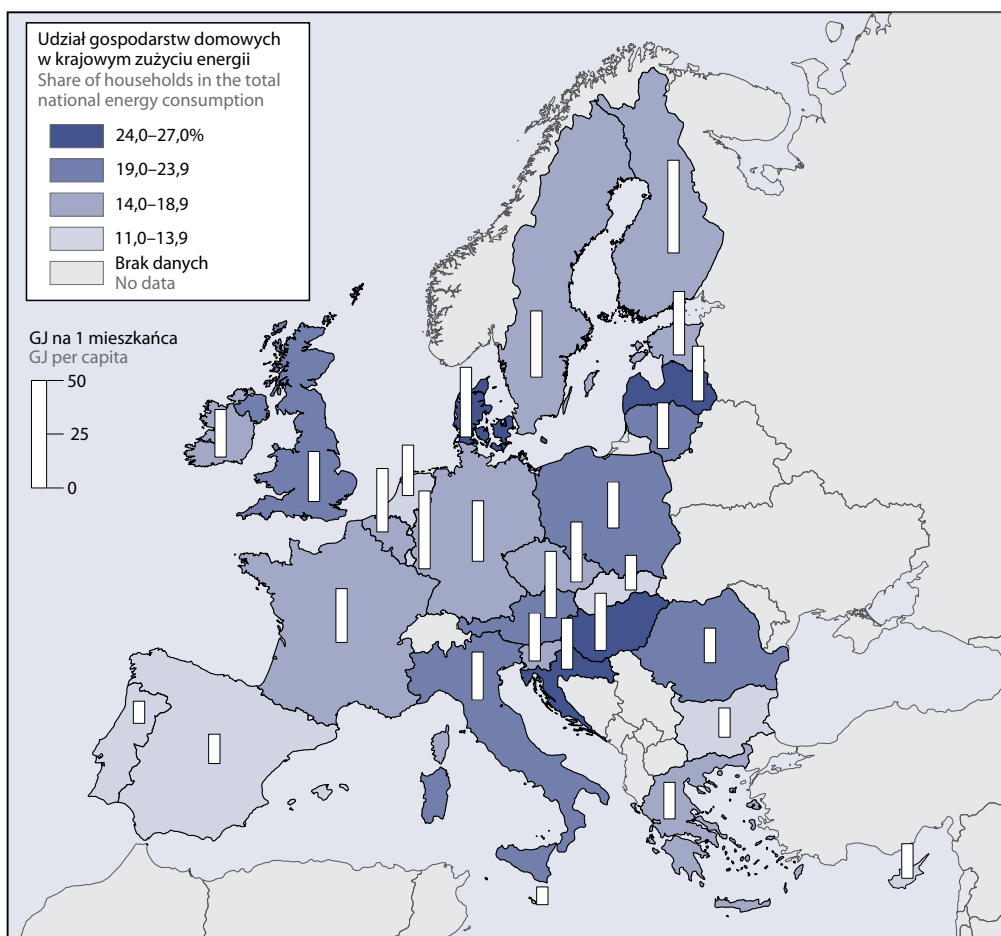 Udział gospodarstw domowych
w krajowym zużyciu energii
Share of households in the total
national energy consumption
24,0–27,0%
19,0–23,9
14,0–18,9
11,0–13,9
Brak danych
No data
GJ na 1 mieszkańca
GJ per capita
50
25
0